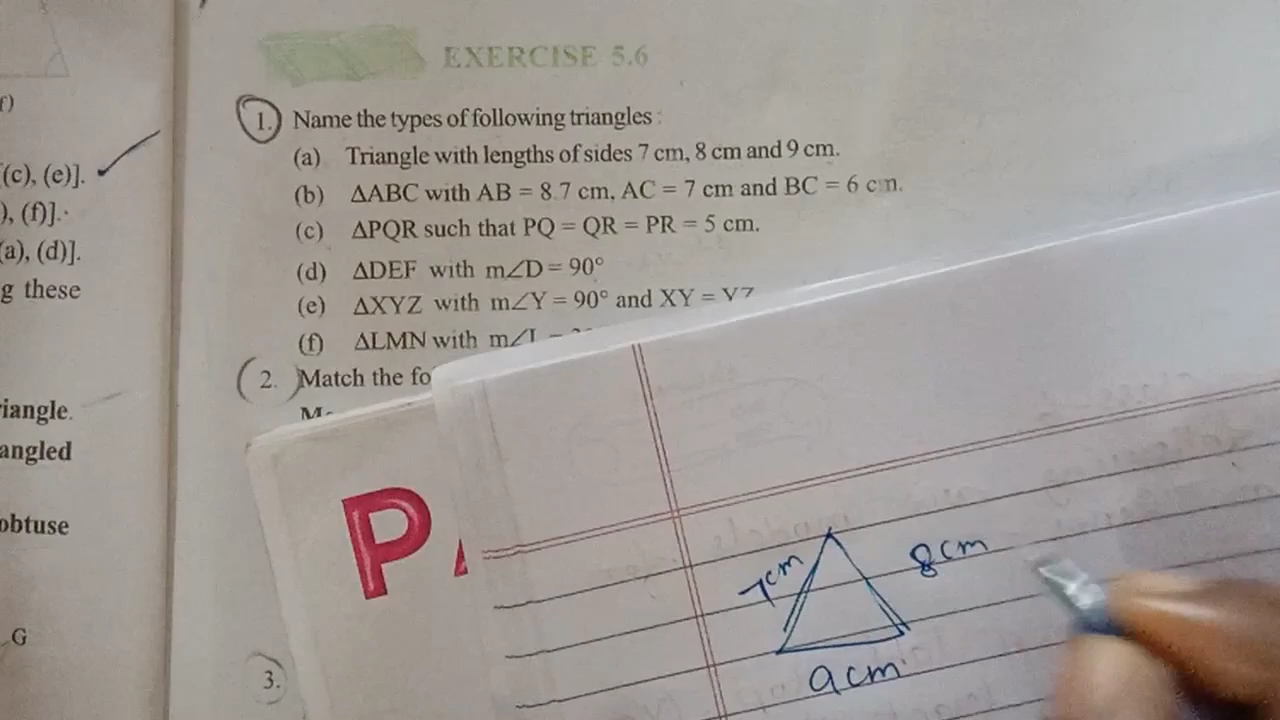 EXERCISE 5.6
f)
1. Name the types of following triangles :
(a) Triangle with lengths of sides 7 cm, 8 cm and 9 cm.
(c), (e)].
(b) ΔABC with AB = 8.7 cm, AC = 7 cm and BC = 6 cm.
), (f)].
(c) ΔPQR such that PQ = QR = PR = 5 cm.
(a), (d)].
(d) ΔDEF with m∠D = 90°
g these
(e) ΔXYZ with m∠Y = 90° and XY = YZ
(f) ΔLMN with m∠L =
2. Match the fo
riangle.
angled
obtuse
P
7cm
8cm
9cm
G
3.